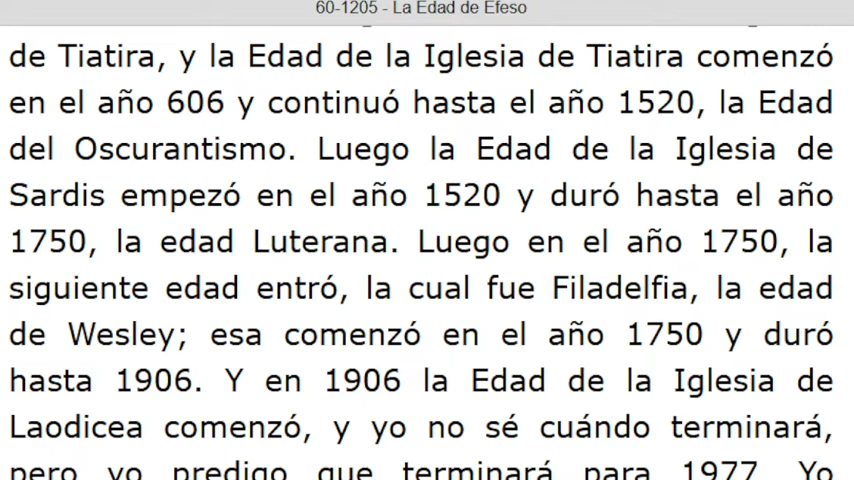 60-1205 - La Edad de Efeso
de Tiatira, y la Edad de la Iglesia de Tiatira comenzó
en el año 606 y continuó hasta el año 1520, la Edad
del Oscurantismo. Luego la Edad de la Iglesia de
Sardis empezó en el año 1520 y duró hasta el año
1750, la edad Luterana. Luego en el año 1750, la
siguiente edad entró, la cual fue Filadelfia, la edad
de Wesley; esa comenzó en el año 1750 y duró
hasta 1906. Y en 1906 la Edad de la Iglesia de
Laodicea comenzó, y yo no sé cuándo terminará,
pero yo predigo que terminará para 1977. Yo